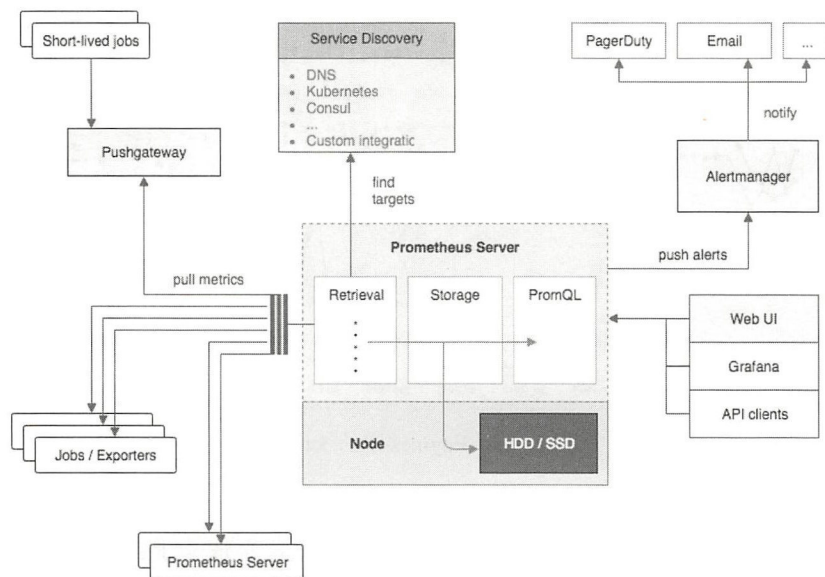 Short-lived jobs
Service Discovery
DNS
Kubernetes
Consul
...
Custom integratic
PagerDuty
Email
...
notify
Pushgateway
Alertmanager
find
targets
Prometheus Server
push alerts
pull metrics
Retrieval
Storage
PromQL
Web UI
Grafana
API clients
Jobs / Exporters
Node
HDD / SSD
Prometheus Server